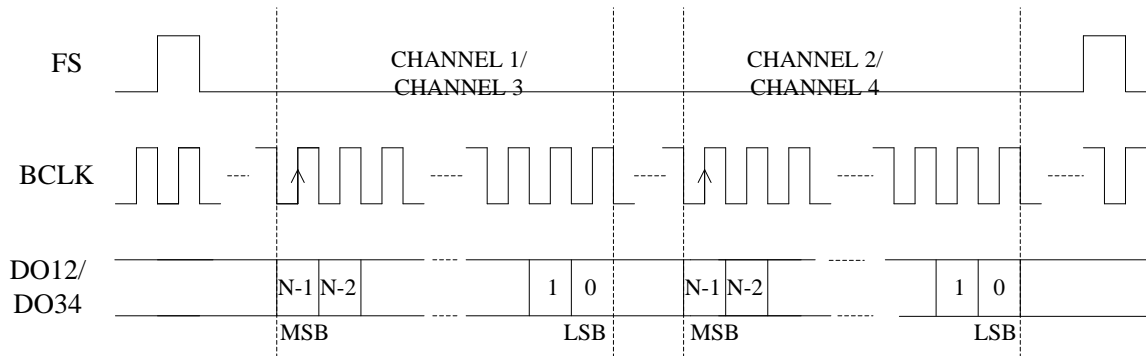 FS
CHANNEL 1/
CHANNEL 3
CHANNEL 2/
CHANNEL 4
BCLK
DO12/
DO34
N-1 N-2 1 0 N-1 N-2 1 0
MSB LSB MSB LSB